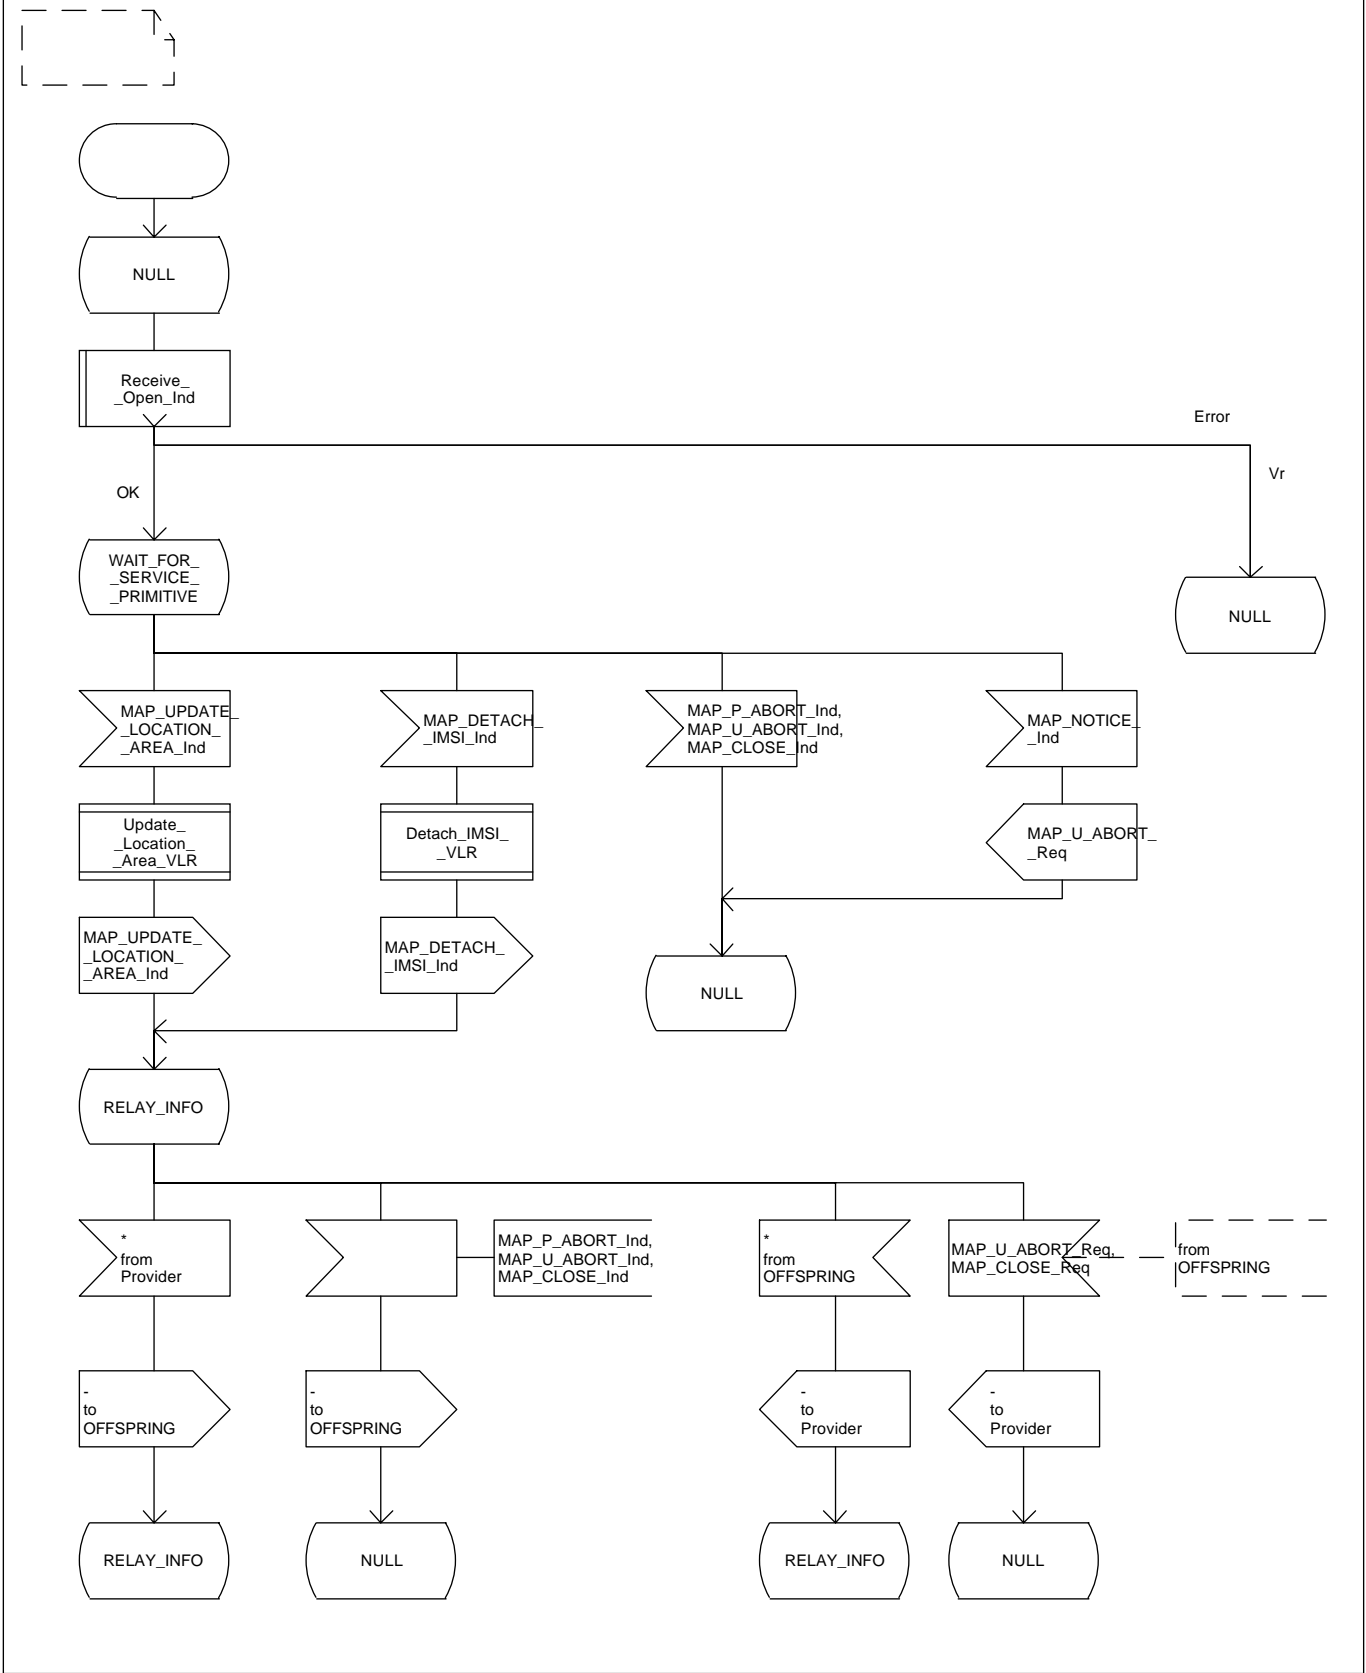 NULL
Receive_
_Open_Ind
Error
Vr
OK
WAIT_FOR_
_SERVICE_
_PRIMITIVE
NULL
MAP_UPDATE_
_LOCATION_
_AREA_Ind
MAP_DETACH_
_IMSI_Ind
MAP_P_ABORT_Ind,
MAP_U_ABORT_Ind,
MAP_CLOSE_Ind
MAP_NOTICE_
_Ind
Update_
_Location_
_Area_VLR
Detach_IMSI_
_VLR
MAP_U_ABORT_
_Req
MAP_UPDATE_
_LOCATION_
_AREA_Ind
MAP_DETACH_
_IMSI_Ind
NULL
RELAY_INFO
*
from
Provider
MAP_P_ABORT_Ind,
MAP_U_ABORT_Ind,
MAP_CLOSE_Ind
*
from
OFFSPRING
MAP_U_ABORT_Req,
MAP_CLOSE_Req
from
OFFSPRING
-
to
OFFSPRING
-
to
OFFSPRING
-
to
Provider
-
to
Provider
RELAY_INFO
NULL
RELAY_INFO
NULL